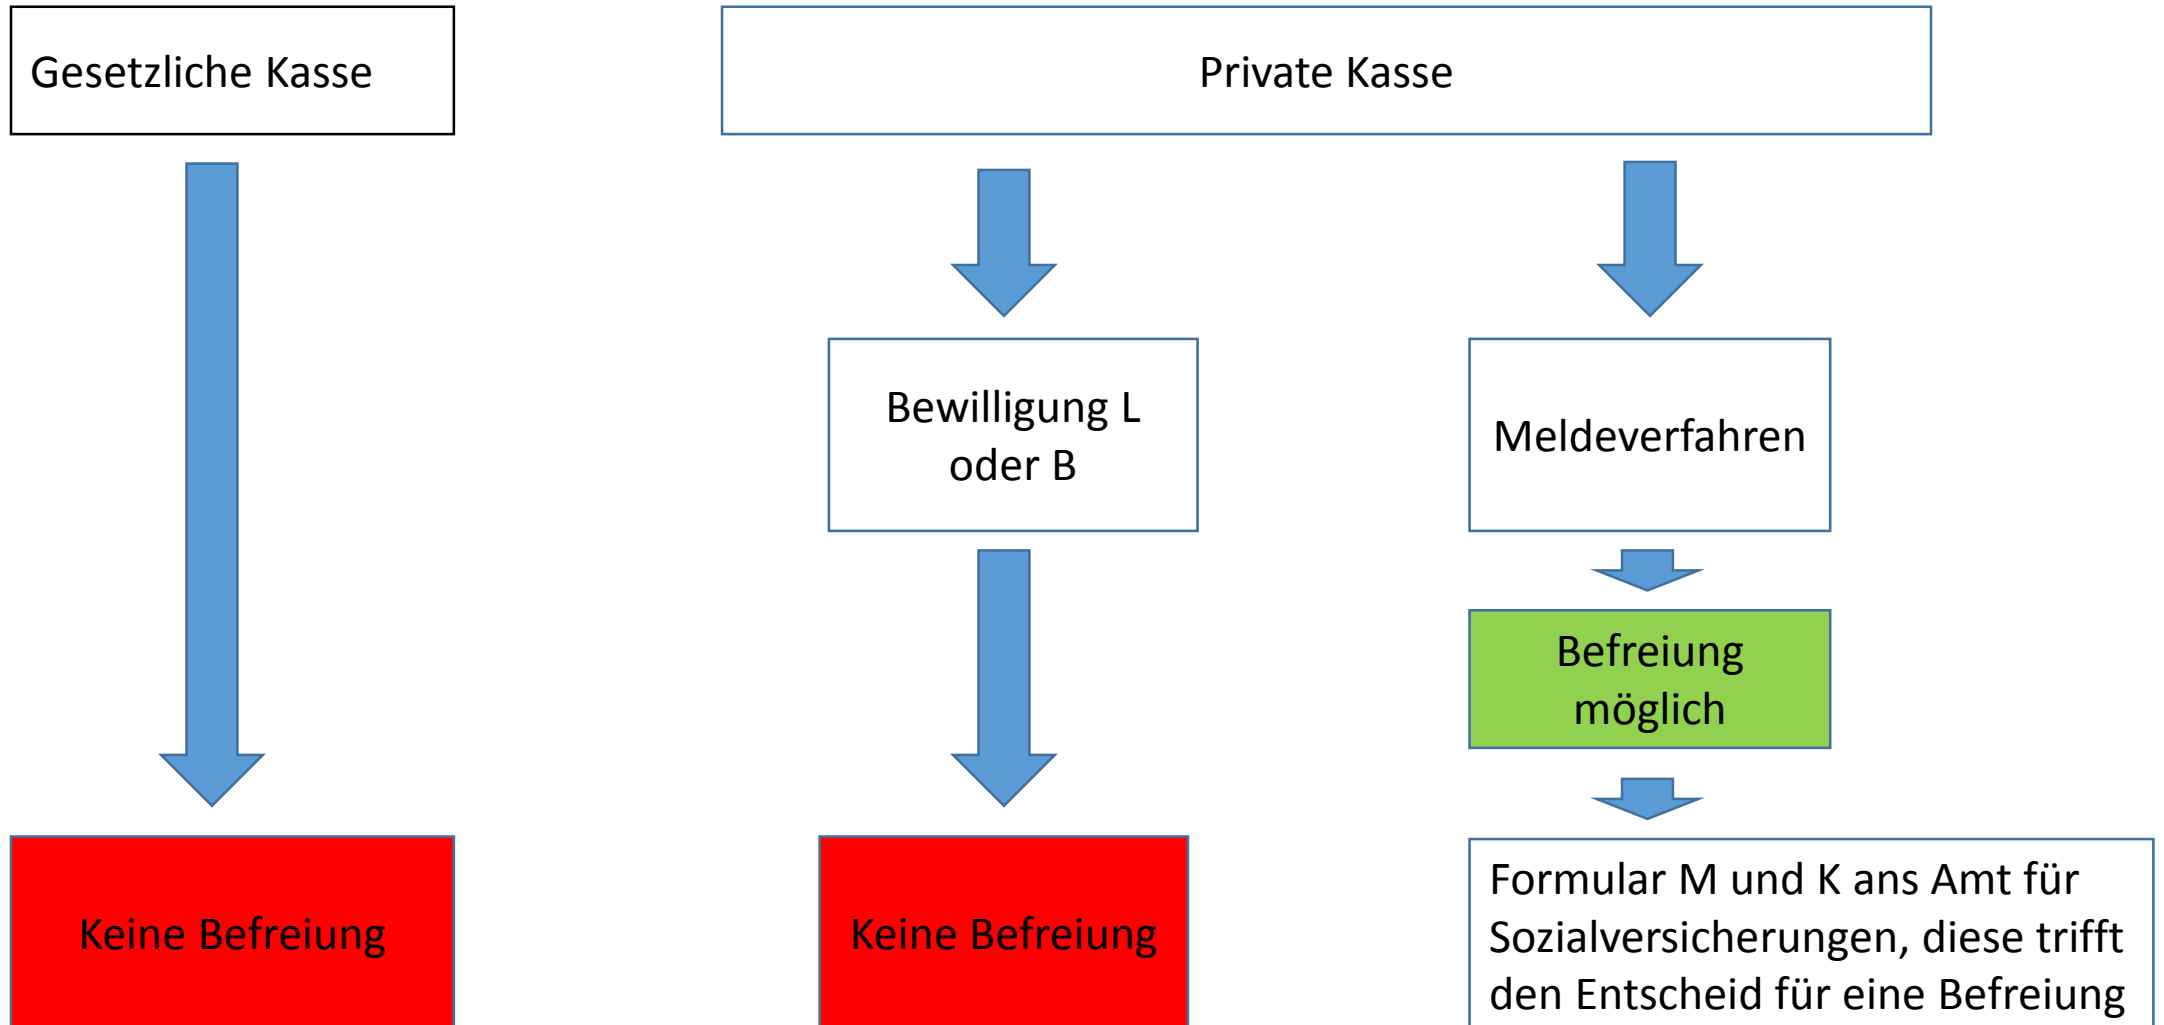 Gesetzliche Kasse
Private Kasse
Bewilligung L
oder B
Meldeverfahren
Befreiung
möglich
Keine Befreiung
Keine Befreiung
Formular M und K ans Amt für
Sozialversicherungen, diese trifft
den Entscheid für eine Befreiung